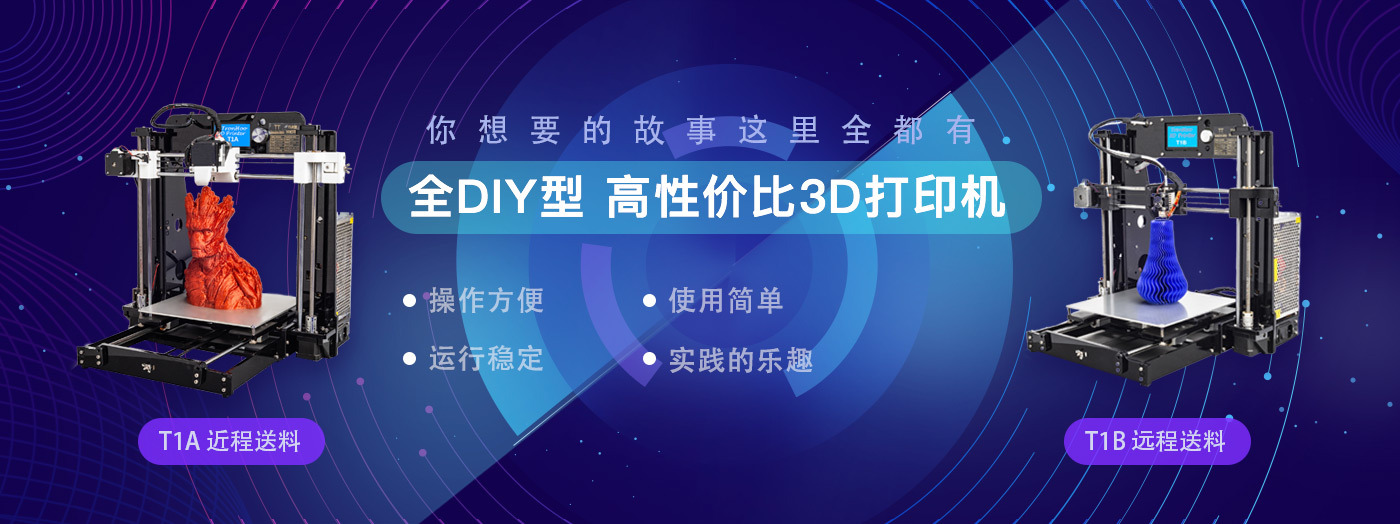 你想要的故事这里全都有
全DIY型 高性价比3D打印机
操作方便
使用简单
运行稳定
实践的乐趣
T1A
T1B
T1A 近程送料
T1B 远程送料